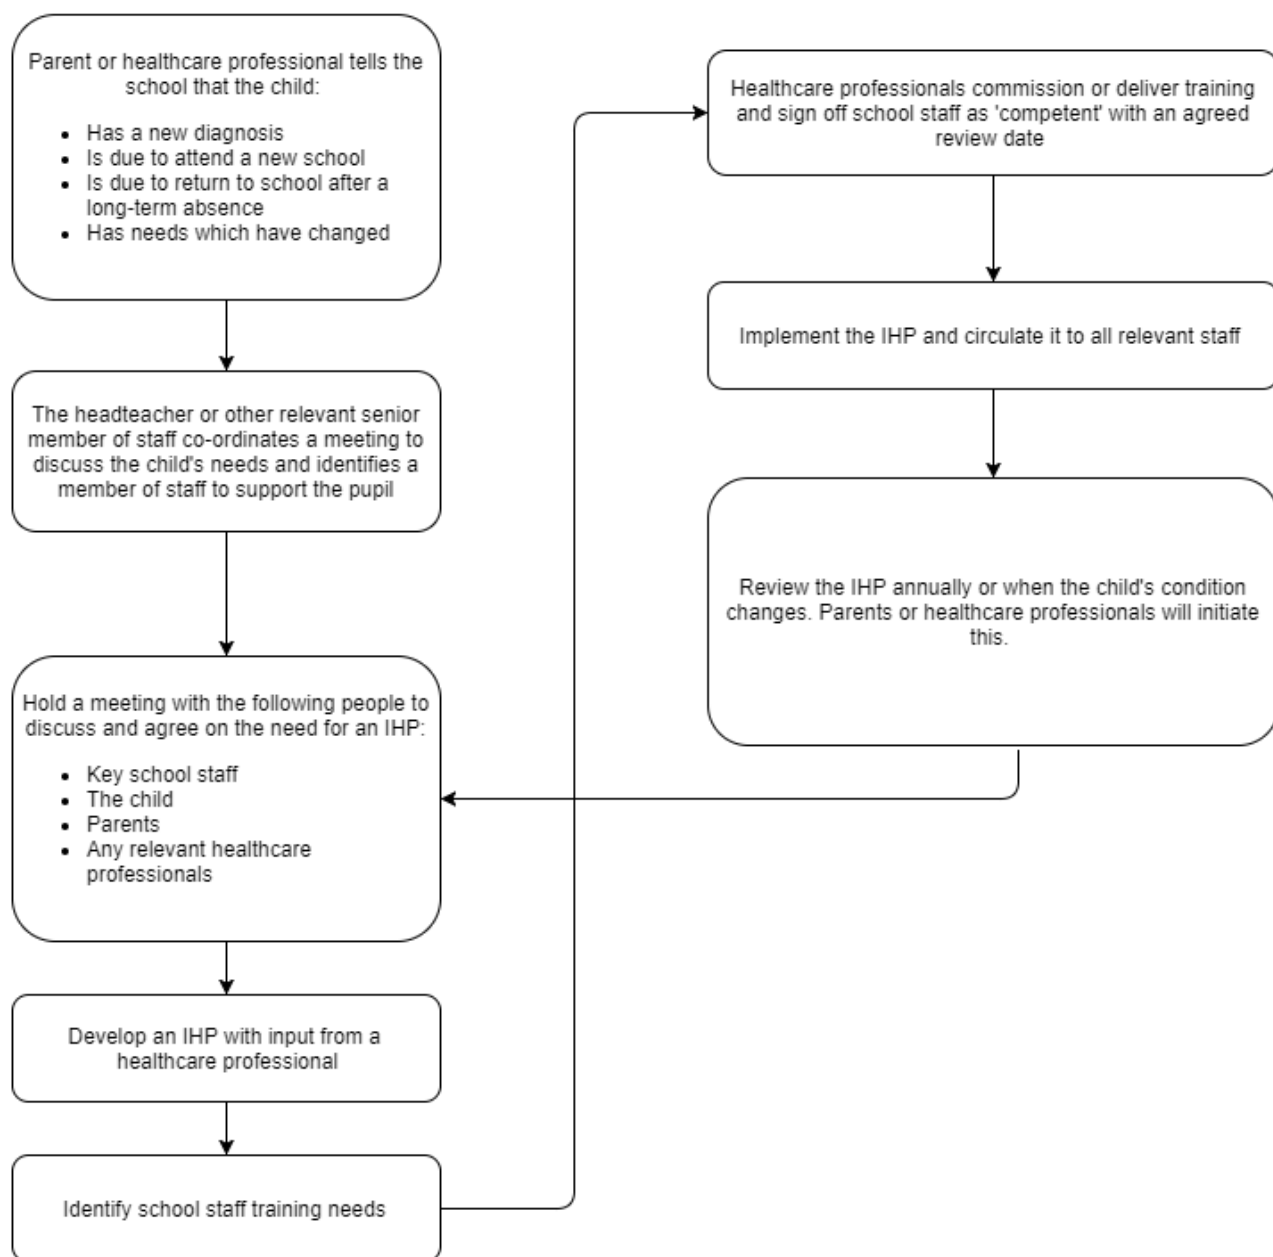 Parent or healthcare professional tells the
school that the child:
• Has a new diagnosis
• Is due to attend a new school
• Is due to return to school after a
long-term absence
• Has needs which have changed
The headteacher or other relevant senior
member of staff co-ordinates a meeting to
discuss the child's needs and identifies a
member of staff to support the pupil
Hold a meeting with the following people to
discuss and agree on the need for an IHP:
• Key school staff
• The child
• Parents
• Any relevant healthcare
professionals
Develop an IHP with input from a
healthcare professional
Identify school staff training needs
Healthcare professionals commission or deliver training
and sign off school staff as 'competent' with an agreed
review date
Implement the IHP and circulate it to all relevant staff
Review the IHP annually or when the child's condition
changes. Parents or healthcare professionals will initiate
this.